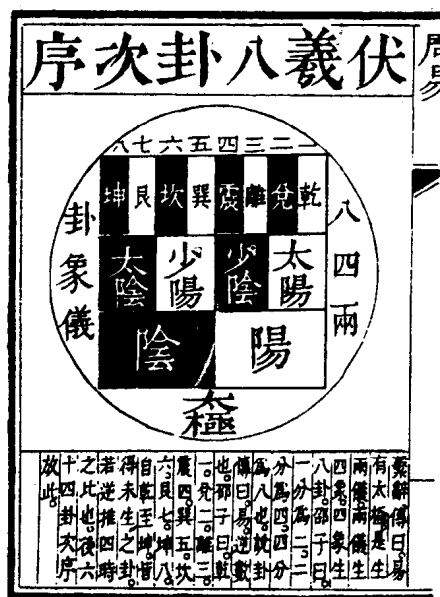 周易
伏羲八卦次序
一二三四五六七八
乾兌離震巽坎艮坤
太陽 少陰 少陽 太陰
陽 陰
太極
八四兩
卦象儀
繫辭傳曰。易
有太極。是生
兩儀。兩儀生
四象。四象生
八卦。邵子曰。
一分爲二。二
分爲四。四分
爲八也。說卦
傳曰。易。逆數
也。邵子曰。乾
一。兌二。離三。
震四。巽五。坎
六。艮七。坤八。
自乾至坤。皆
得未生之卦。
若逆推四時
之比也。後六
十四卦次序
放此。